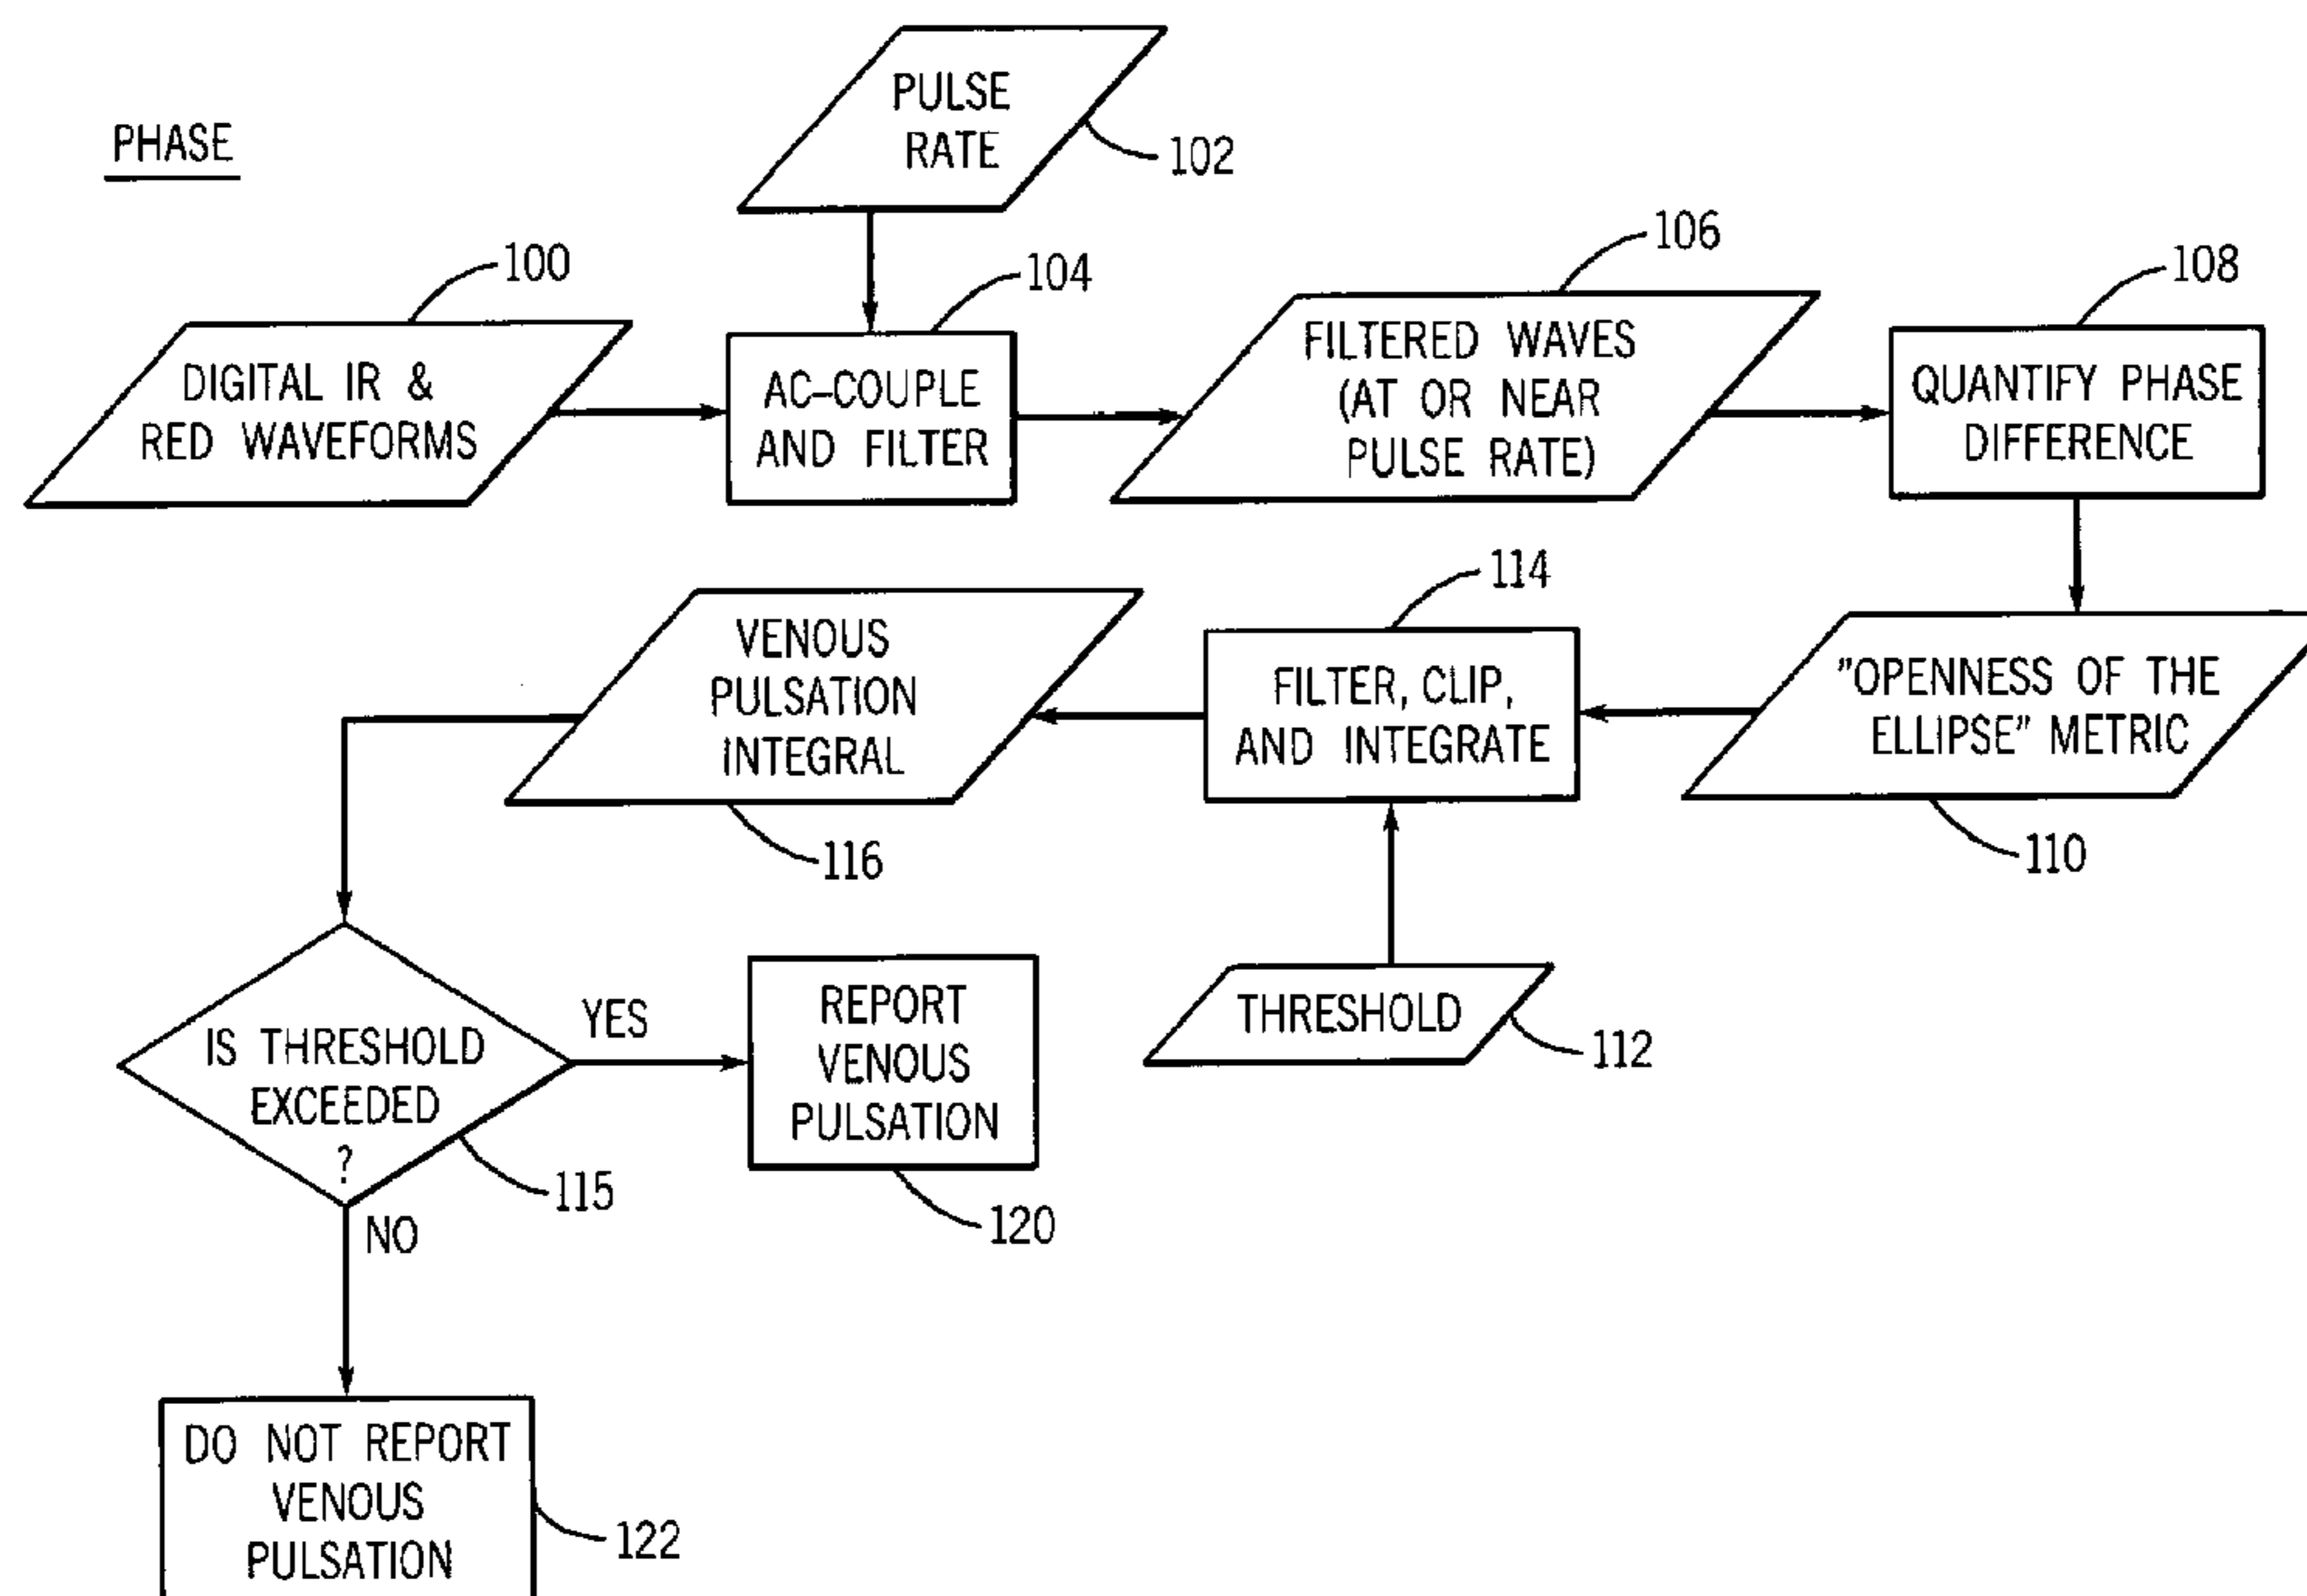 PHASE
PULSE
RATE
102
100
DIGITAL IR &
RED WAVEFORMS
104
AC-COUPLE
AND FILTER
106
FILTERED WAVES
(AT OR NEAR
PULSE RATE)
108
QUANTIFY PHASE
DIFFERENCE
"OPENNESS OF THE
ELLIPSE" METRIC
110
114
FILTER, CLIP,
AND INTEGRATE
THRESHOLD
112
VENOUS
PULSATION
INTEGRAL
116
IS THRESHOLD
EXCEEDED
?
115
YES
REPORT
VENOUS
PULSATION
120
NO
DO NOT REPORT
VENOUS
PULSATION
122